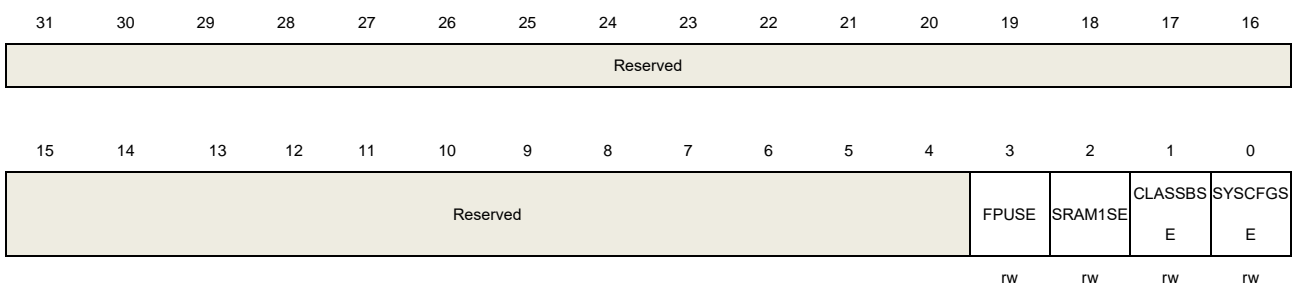 31 30 29 28 27 26 25 24 23 22 21 20 19 18 17 16
Reserved
15 14 13 12 11 10 9 8 7 6 5 4 3 2 1 0
Reserved FPUSE SRAM1SE CLASSBS SYSCFGS
E E
rw rw rw rw